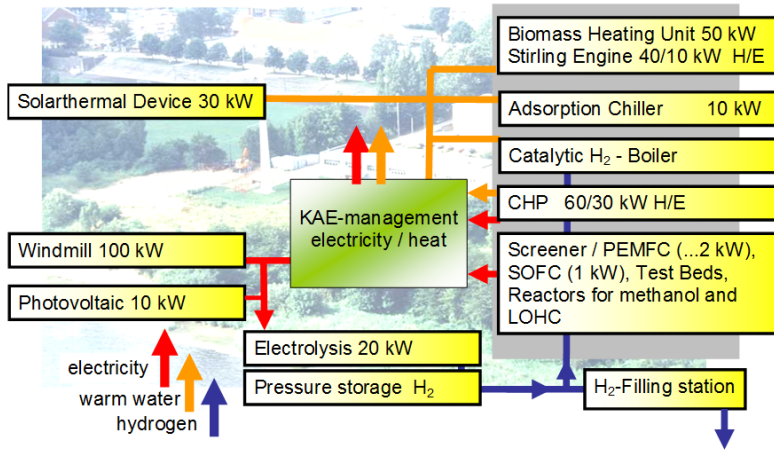 Biomass Heating Unit 50 kW
Stirling Engine 40/10 kW  H/E
Solarthermal Device 30 kW
Adsorption Chiller 10 kW
Catalytic H₂ - Boiler
KAE-management
electricity / heat
CHP  60/30 kW H/E
Windmill 100 kW
Screener / PEMFC (...2 kW),
SOFC (1 kW), Test Beds,
Reactors for methanol and
LOHC
Photovoltaic 10 kW
Electrolysis 20 kW
Pressure storage  H₂
H₂-Filling station
electricity
warm water
hydrogen